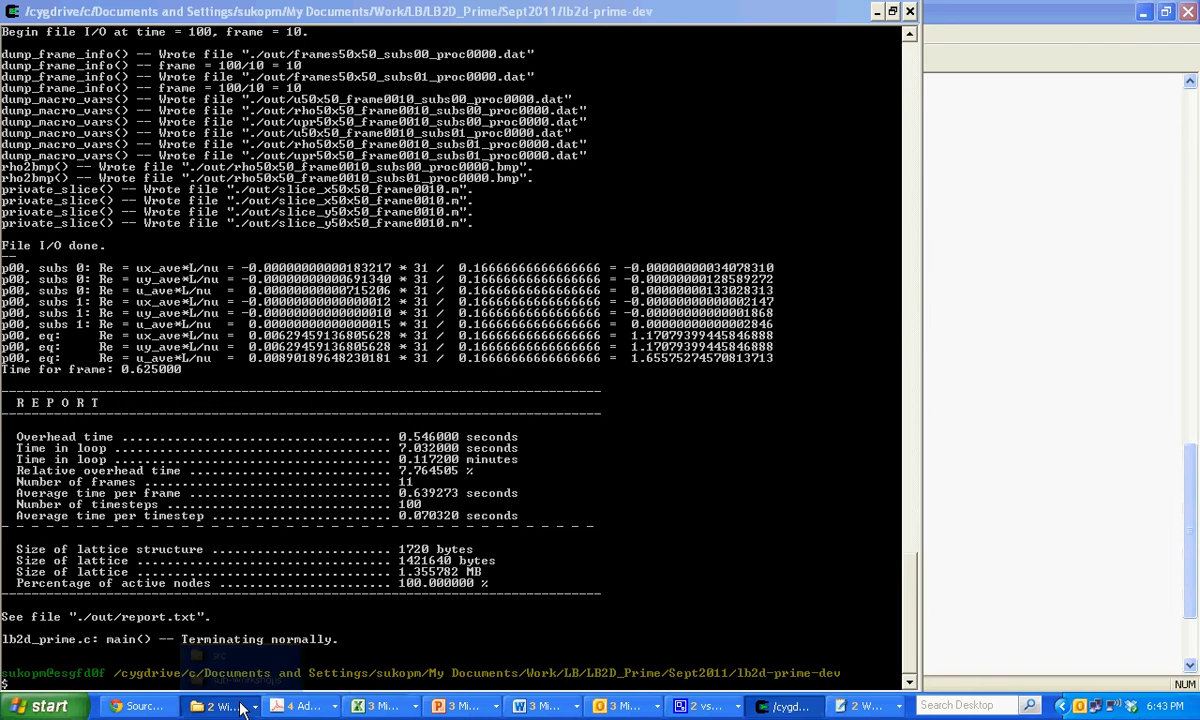 /cygdrive/c/Documents and Settings/sukopm/My Documents/Work/LB/LB2D_Prime/Sept2011/lb2d-prime-dev
Begin file I/O at time = 100, frame = 10.
dump_frame_info() -- Wrote file "./out/frames50x50_subs00_proc0000.dat"
dump_frame_info() -- frame = 100/10 = 10
dump_frame_info() -- Wrote file "./out/frames50x50_subs01_proc0000.dat"
dump_frame_info() -- frame = 100/10 = 10
dump_macro_vars() -- Wrote file "./out/u50x50_frame0010_subs00_proc0000.dat"
dump_macro_vars() -- Wrote file "./out/rho50x50_frame0010_subs00_proc0000.dat"
dump_macro_vars() -- Wrote file "./out/upr50x50_frame0010_subs00_proc0000.dat"
dump_macro_vars() -- Wrote file "./out/u50x50_frame0010_subs01_proc0000.dat"
dump_macro_vars() -- Wrote file "./out/rho50x50_frame0010_subs01_proc0000.dat"
dump_macro_vars() -- Wrote file "./out/upr50x50_frame0010_subs01_proc0000.dat"
rho2bmp() -- Wrote file "./out/rho50x50_frame0010_subs00_proc0000.bmp".
rho2bmp() -- Wrote file "./out/rho50x50_frame0010_subs01_proc0000.bmp".
private_slice() -- Wrote file "./out/slice_x50x50_frame0010.m".
private_slice() -- Wrote file "./out/slice_x50x50_frame0010.m".
private_slice() -- Wrote file "./out/slice_y50x50_frame0010.m".
private_slice() -- Wrote file "./out/slice_y50x50_frame0010.m".
File I/O done.
--
p00, subs 0: Re = ux_ave*L/nu = -0.00000000000183217 * 31 / 0.16666666666666666 = -0.00000000034078310
p00, subs 0: Re = uy_ave*L/nu = -0.00000000000691340 * 31 / 0.16666666666666666 = -0.00000000128589272
p00, subs 0: Re = u_ave*L/nu = 0.00000000000715206 * 31 / 0.16666666666666666 = 0.00000000133028313
p00, subs 1: Re = ux_ave*L/nu = -0.00000000000000012 * 31 / 0.16666666666666666 = -0.00000000000002147
p00, subs 1: Re = uy_ave*L/nu = -0.00000000000000010 * 31 / 0.16666666666666666 = -0.00000000000001868
p00, subs 1: Re = u_ave*L/nu = 0.00000000000000015 * 31 / 0.16666666666666666 = 0.00000000000002846
p00, eq: Re = ux_ave*L/nu = 0.00629459136805628 * 31 / 0.16666666666666666 = 1.17079399445846888
p00, eq: Re = uy_ave*L/nu = 0.00629459136805628 * 31 / 0.16666666666666666 = 1.17079399445846888
p00, eq: Re = u_ave*L/nu = 0.00890189648230181 * 31 / 0.16666666666666666 = 1.65575274570813713
Time for frame: 0.625000
R E P O R T
Overhead time .................................... 0.546000 seconds
Time in loop ..................................... 7.032000 seconds
Time in loop ..................................... 0.117200 minutes
Relative overhead time ........................... 7.764505 %
Number of frames ................................. 11
Average time per frame ........................... 0.639273 seconds
Number of timesteps .............................. 100
Average time per timestep ........................ 0.070320 seconds
Size of lattice structure ........................ 1720 bytes
Size of lattice .................................. 1421640 bytes
Size of lattice .................................. 1.355782 MB
Percentage of active nodes ....................... 100.000000 %
See file "./out/report.txt".
lb2d_prime.c: main() -- Terminating normally.
sukopm@esgfd0f /cygdrive/c/Documents and Settings/sukopm/My Documents/Work/LB/LB2D_Prime/Sept2011/lb2d-prime-dev
$
NUM
start
Sourc...
2 Wi...
4 Ad...
3 Mi...
3 Mi...
3 Mi...
3 Mi...
2 vs...
/cygd...
2 W...
Search Desktop
6:43 PM